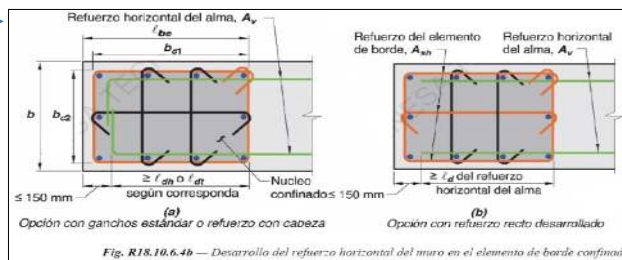 Refuerzo horizontal del alma, Av
ℓbe
bc1
b
bc2
≥ ℓdh o ℓdt
según corresponda
≤ 150 mm
Nucleo
confinado
(a)
Opción con ganchos estándar o refuerzo con cabeza
Refuerzo del elemento
de borde, Ash
Refuerzo horizontal
del alma, Av
≤ 150 mm
≥ ℓd del refuerzo
horizontal del alma
(b)
Opción con refuerzo recto desarrollado
Fig. R18.10.6.4b — Desarrollo del refuerzo horizontal del muro en el elemento de borde confinad